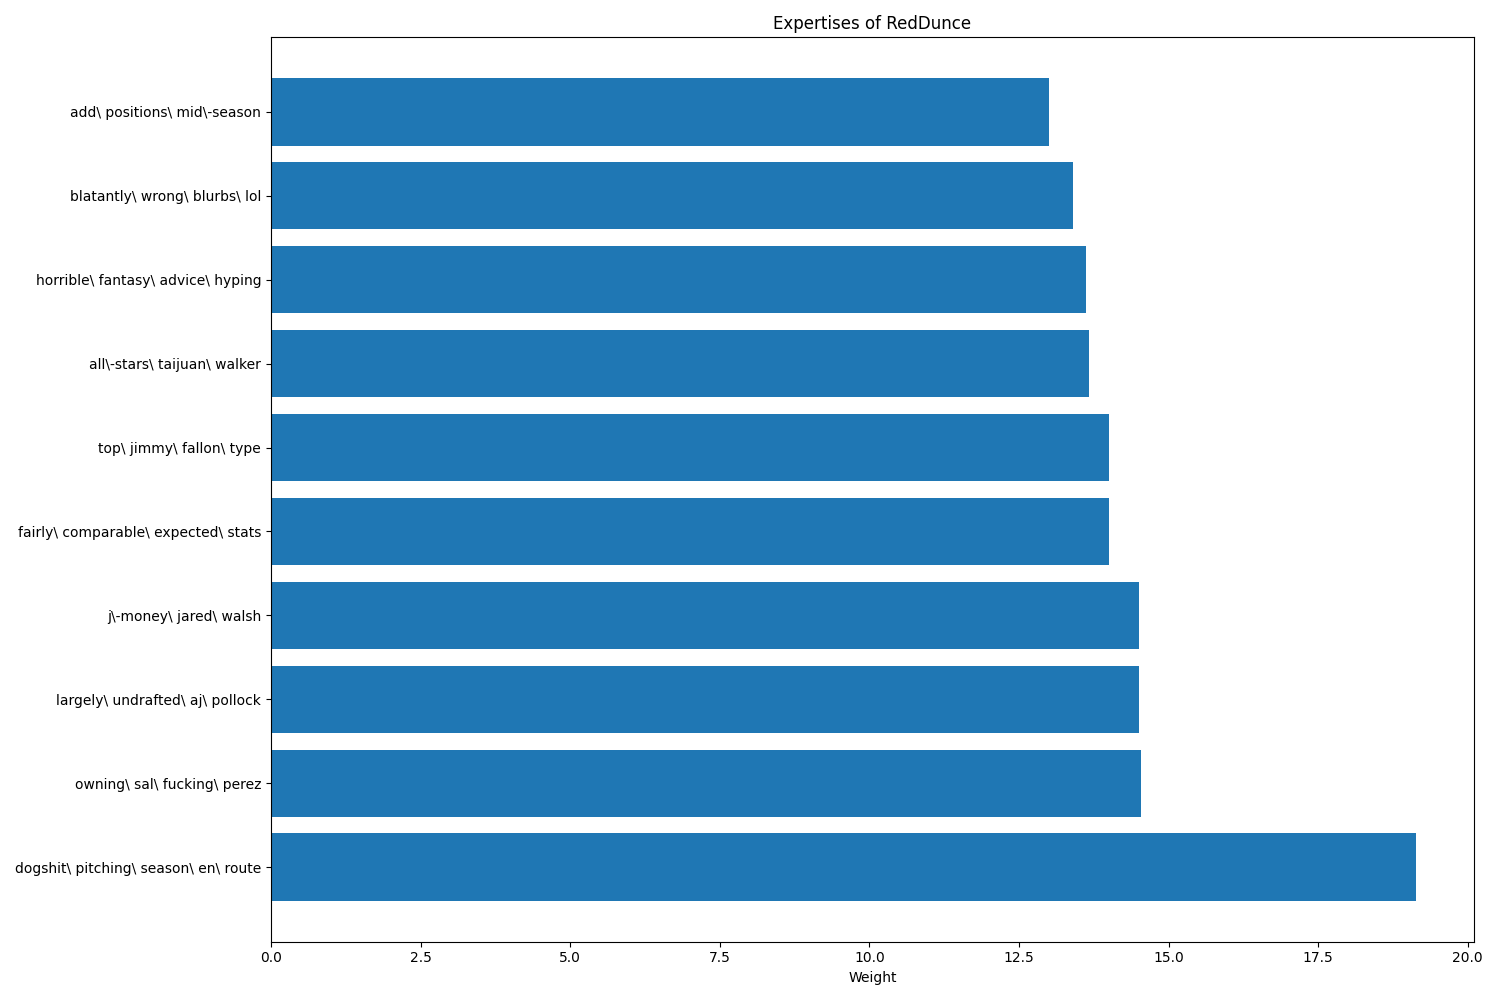 Expertises of RedDunce
add\ positions\ mid\-season
blatantly\ wrong\ blurbs\ lol
horrible\ fantasy\ advice\ hyping
all\-stars\ taijuan\ walker
top\ jimmy\ fallon\ type
fairly\ comparable\ expected\ stats
j\-money\ jared\ walsh
largely\ undrafted\ aj\ pollock
owning\ sal\ fucking\ perez
dogshit\ pitching\ season\ en\ route
0.0 2.5 5.0 7.5 10.0 12.5 15.0 17.5 20.0
Weight